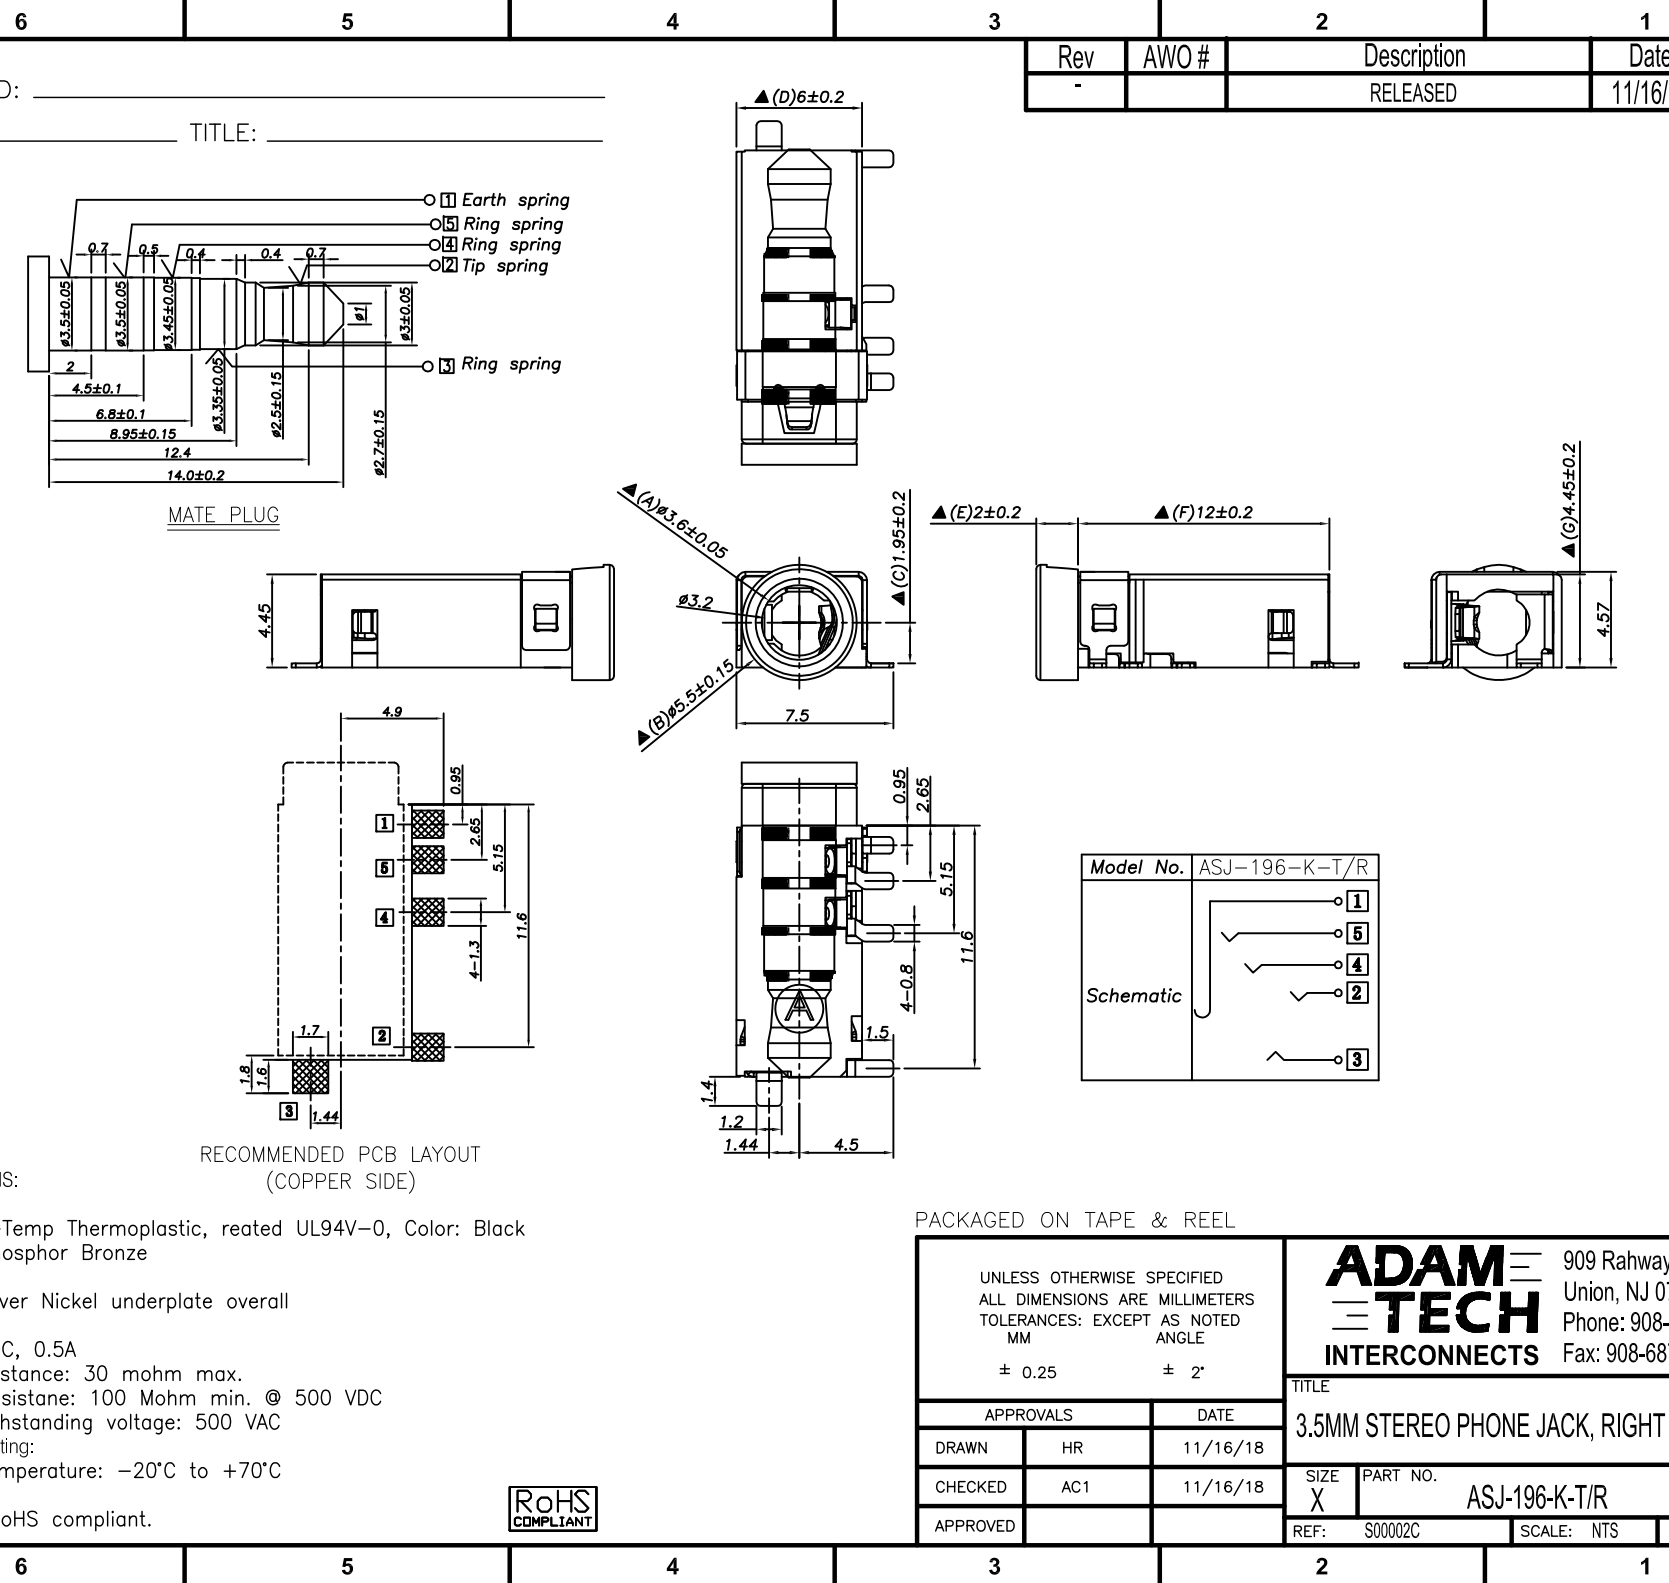 6 5 4 3 2 1
Rev AWO # Description Date
- RELEASED 11/16/
D:
TITLE:
▲(D)6±0.2
1 Earth spring
5 Ring spring
4 Ring spring
2 Tip spring
3 Ring spring
0.7 0.5 0.4 0.4 0.7
ø3.5±0.05 ø3.5±0.05 ø3.45±0.05 ø1 ø3±0.05
ø3.35±0.05 ø2.5±0.15 ø2.7±0.15
2
4.5±0.1
6.8±0.1
8.95±0.15
12.4
14.0±0.2
MATE PLUG
▲(A)ø3.6±0.05
ø3.2
▲(B)ø5.5±0.15
▲(C)1.95±0.2
7.5
▲(E)2±0.2
▲(F)12±0.2
▲(G)4.45±0.2
4.57
4.45
4.9
0.95
2.65
5.15
11.6
4-1.3
1
5
4
2
3
1.7
1.8
1.6
1.44
RECOMMENDED PCB LAYOUT
(COPPER SIDE)
0.95
2.65
5.15
11.6
4-0.8
1.5
1.4
1.2
1.44
4.5
A
Model No. ASJ-196-K-T/R
Schematic
1
5
4
2
3
NS:
-Temp Thermoplastic, reated UL94V-0, Color: Black
hosphor Bronze
ver Nickel underplate overall
C, 0.5A
istance: 30 mohm max.
sistane: 100 Mohm min. @ 500 VDC
thstanding voltage: 500 VAC
ting:
mperature: -20°C to +70°C
oHS compliant.
RoHS
COMPLIANT
PACKAGED ON TAPE & REEL
UNLESS OTHERWISE SPECIFIED
ALL DIMENSIONS ARE MILLIMETERS
TOLERANCES: EXCEPT AS NOTED
MM ANGLE
± 0.25 ± 2°
APPROVALS DATE
DRAWN HR 11/16/18
CHECKED AC1 11/16/18
APPROVED
ADAM
TECH
INTERCONNECTS
909 Rahway
Union, NJ 07
Phone: 908-
Fax: 908-687
TITLE
3.5MM STEREO PHONE JACK, RIGHT
SIZE
X
PART NO.
ASJ-196-K-T/R
REF: S00002C
SCALE: NTS
6 5 4 3 2 1